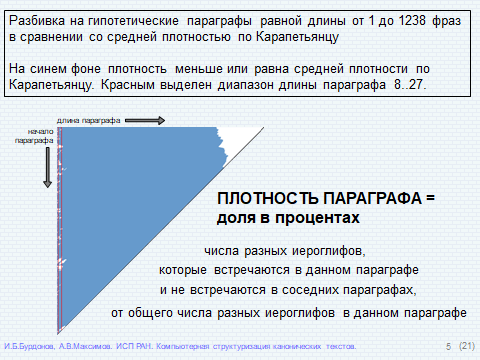 Разбивка на гипотетические параграфы равной длины от 1 до 1238 фраз
в сравнении со средней плотностью по Карапетьянцу
На синем фоне плотность меньше или равна средней плотности по
Карапетьянцу. Красным выделен диапазон длины параграфа 8..27.
длина параграфа
начало
параграфа
ПЛОТНОСТЬ ПАРАГРАФА =
доля в процентах
числа разных иероглифов,
которые встречаются в данном параграфе
и не встречаются в соседних параграфах,
от общего числа разных иероглифов в данном параграфе
И.Б.Бурдонов, А.В.Максимов. ИСП РАН. Компьютерная структуризация канонических текстов.
5 (21)